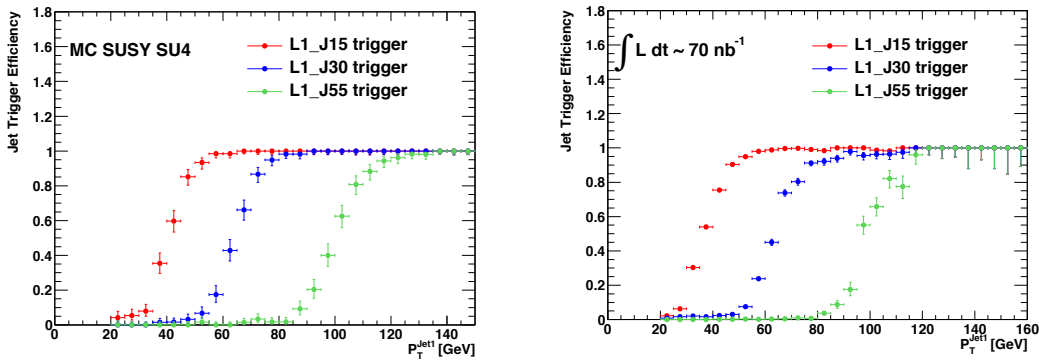 Jet Trigger Efficiency
1.8
1.6
1.4
1.2
1
0.8
0.6
0.4
0.2
0
MC SUSY SU4
L1_J15 trigger
L1_J30 trigger
L1_J55 trigger
0 20 40 60 80 100 120 140
P_T^Jet1 [GeV]
Jet Trigger Efficiency
1.8
1.6
1.4
1.2
1
0.8
0.6
0.4
0.2
0
∫ L dt ~ 70 nb⁻¹
L1_J15 trigger
L1_J30 trigger
L1_J55 trigger
0 20 40 60 80 100 120 140 160
P_T^Jet1 [GeV]